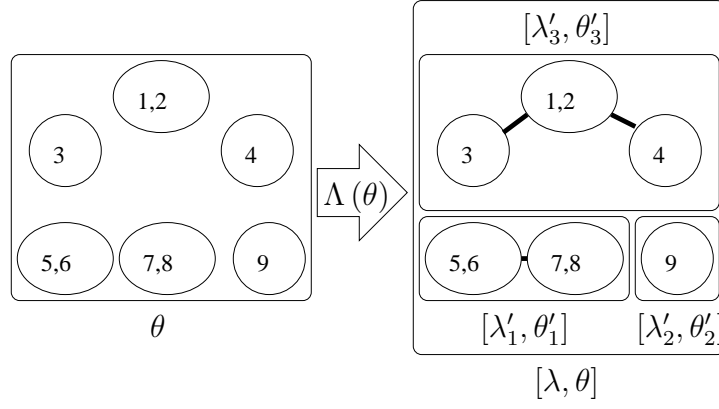 [λ′₃, θ′₃]
1,2
3
4
5,6
7,8
9
θ
Λ (θ)
1,2
3
4
5,6
7,8
9
[λ′₁, θ′₁]
[λ′₂, θ′₂]
[λ, θ]